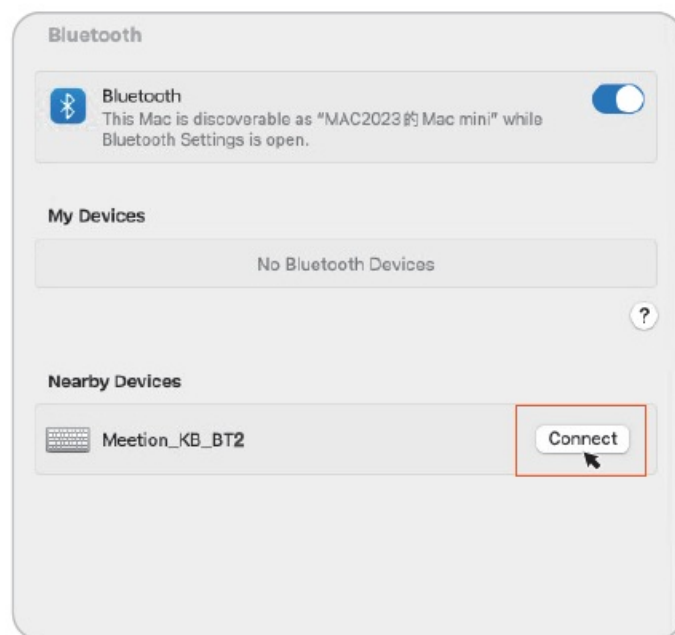 Bluetooth
Bluetooth
This Mac is discoverable as “MAC2023的 Mac mini” while
Bluetooth Settings is open.
My Devices
No Bluetooth Devices
?
Nearby Devices
Meetion_KB_BT2
Connect